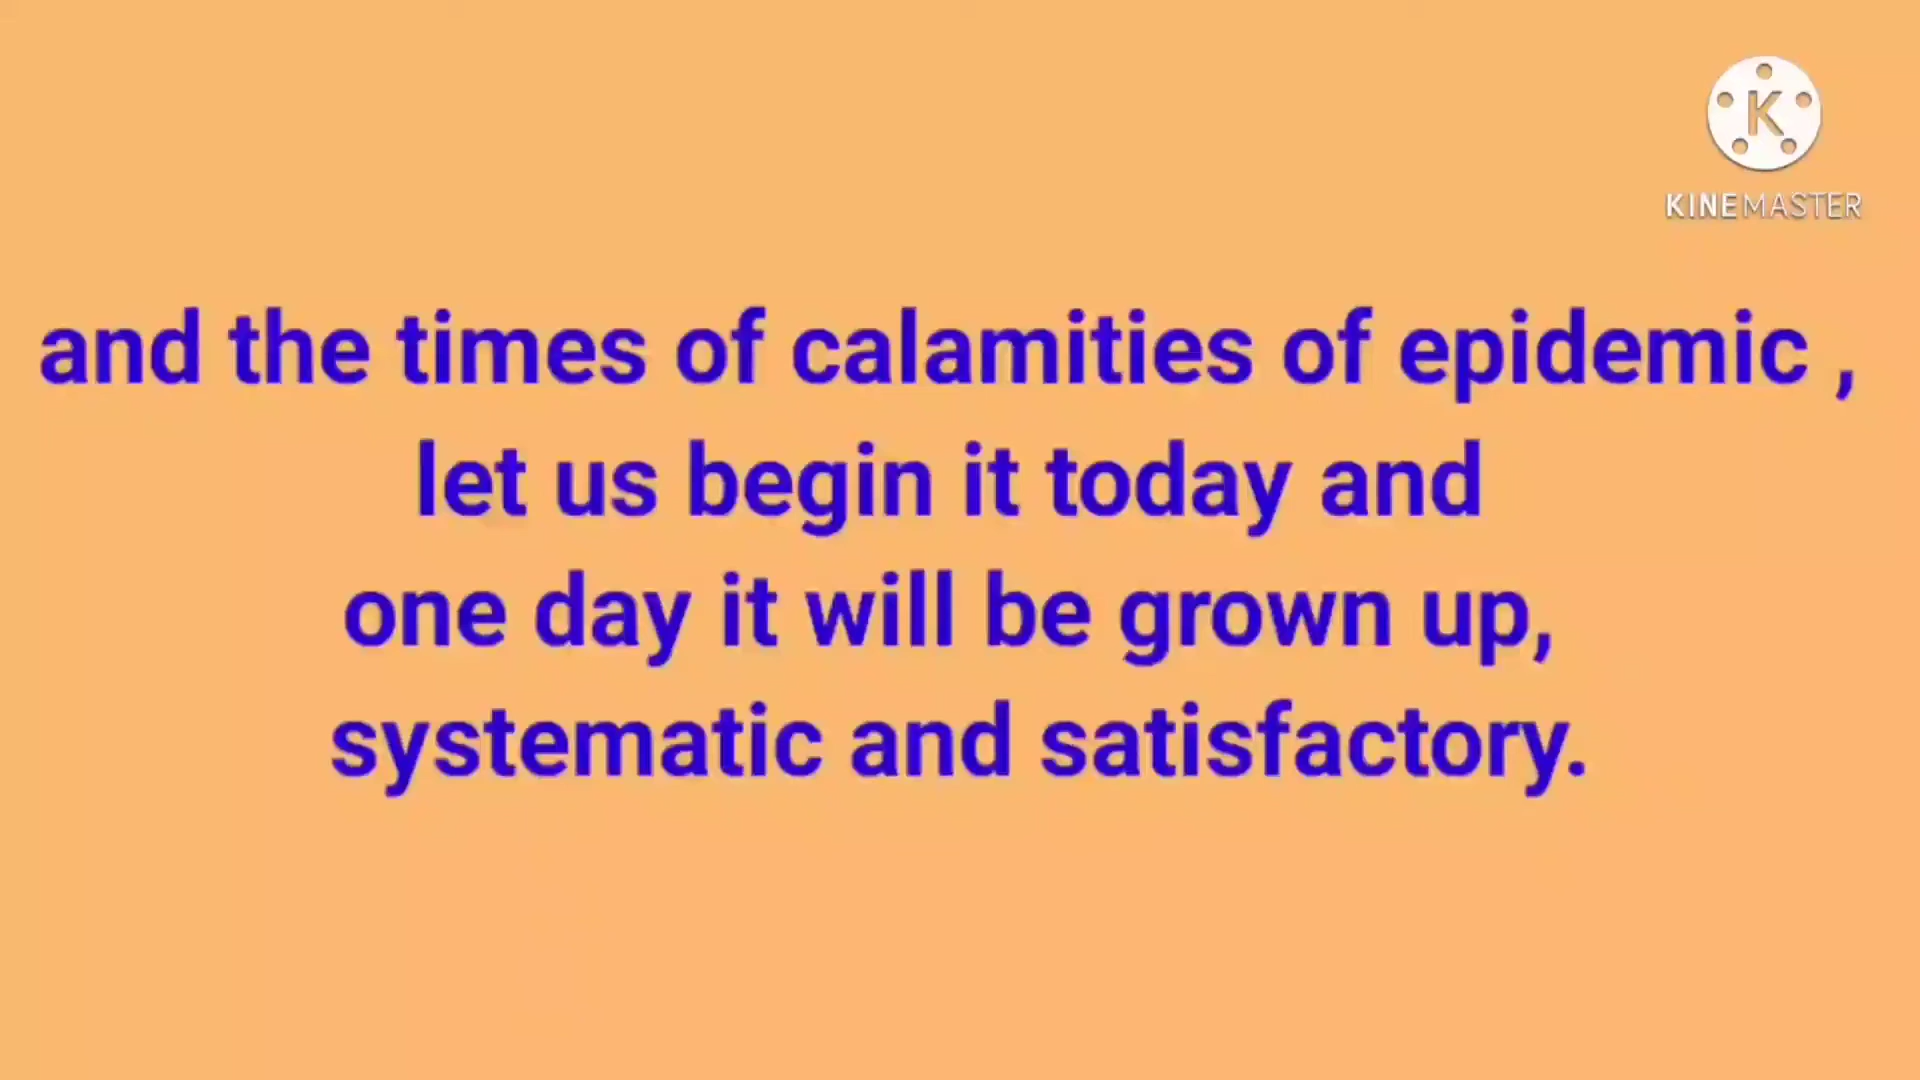 K
KINEMASTER
and the times of calamities of epidemic ,
let us begin it today and
one day it will be grown up,
systematic and satisfactory.